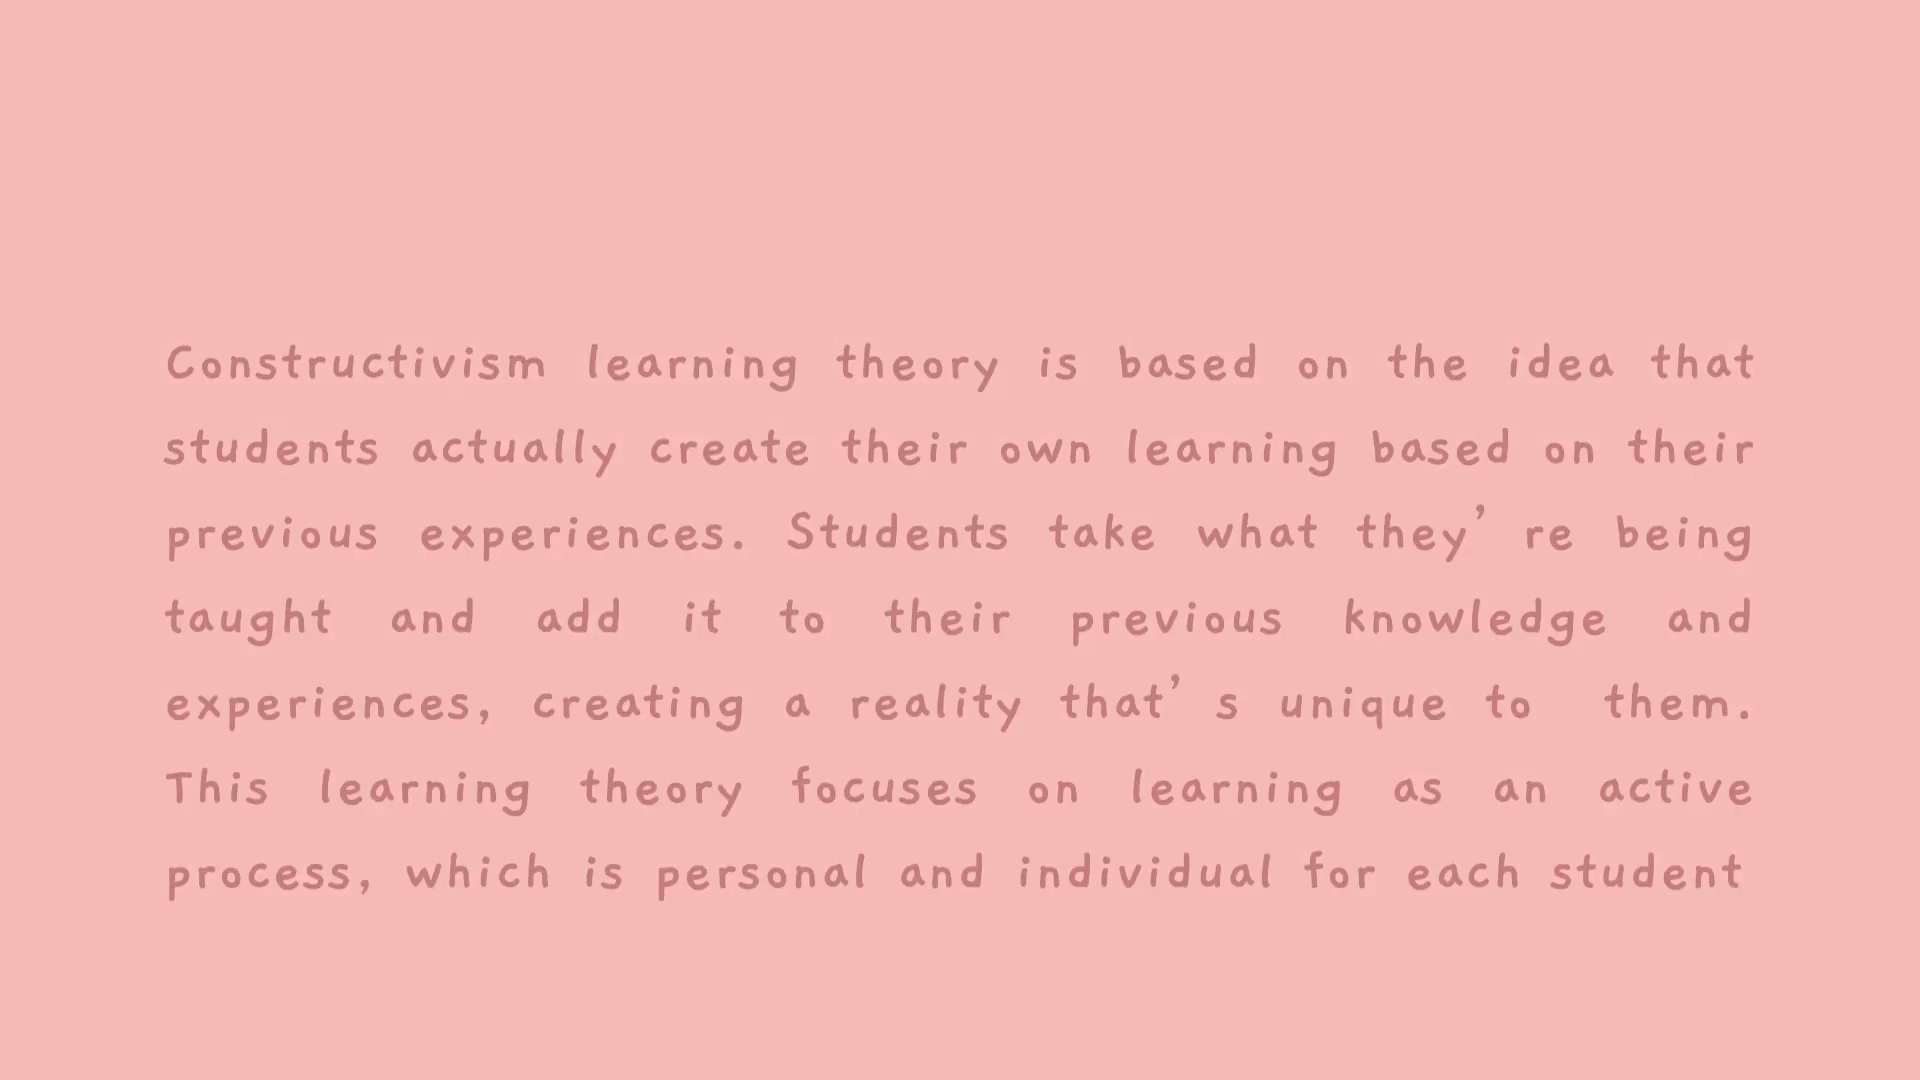 Constructivism learning theory is based on the idea that
students actually create their own learning based on their
previous experiences. Students take what they’ re being
taught and add it to their previous knowledge and
experiences, creating a reality that’ s unique to them.
This learning theory focuses on learning as an active
process, which is personal and individual for each student